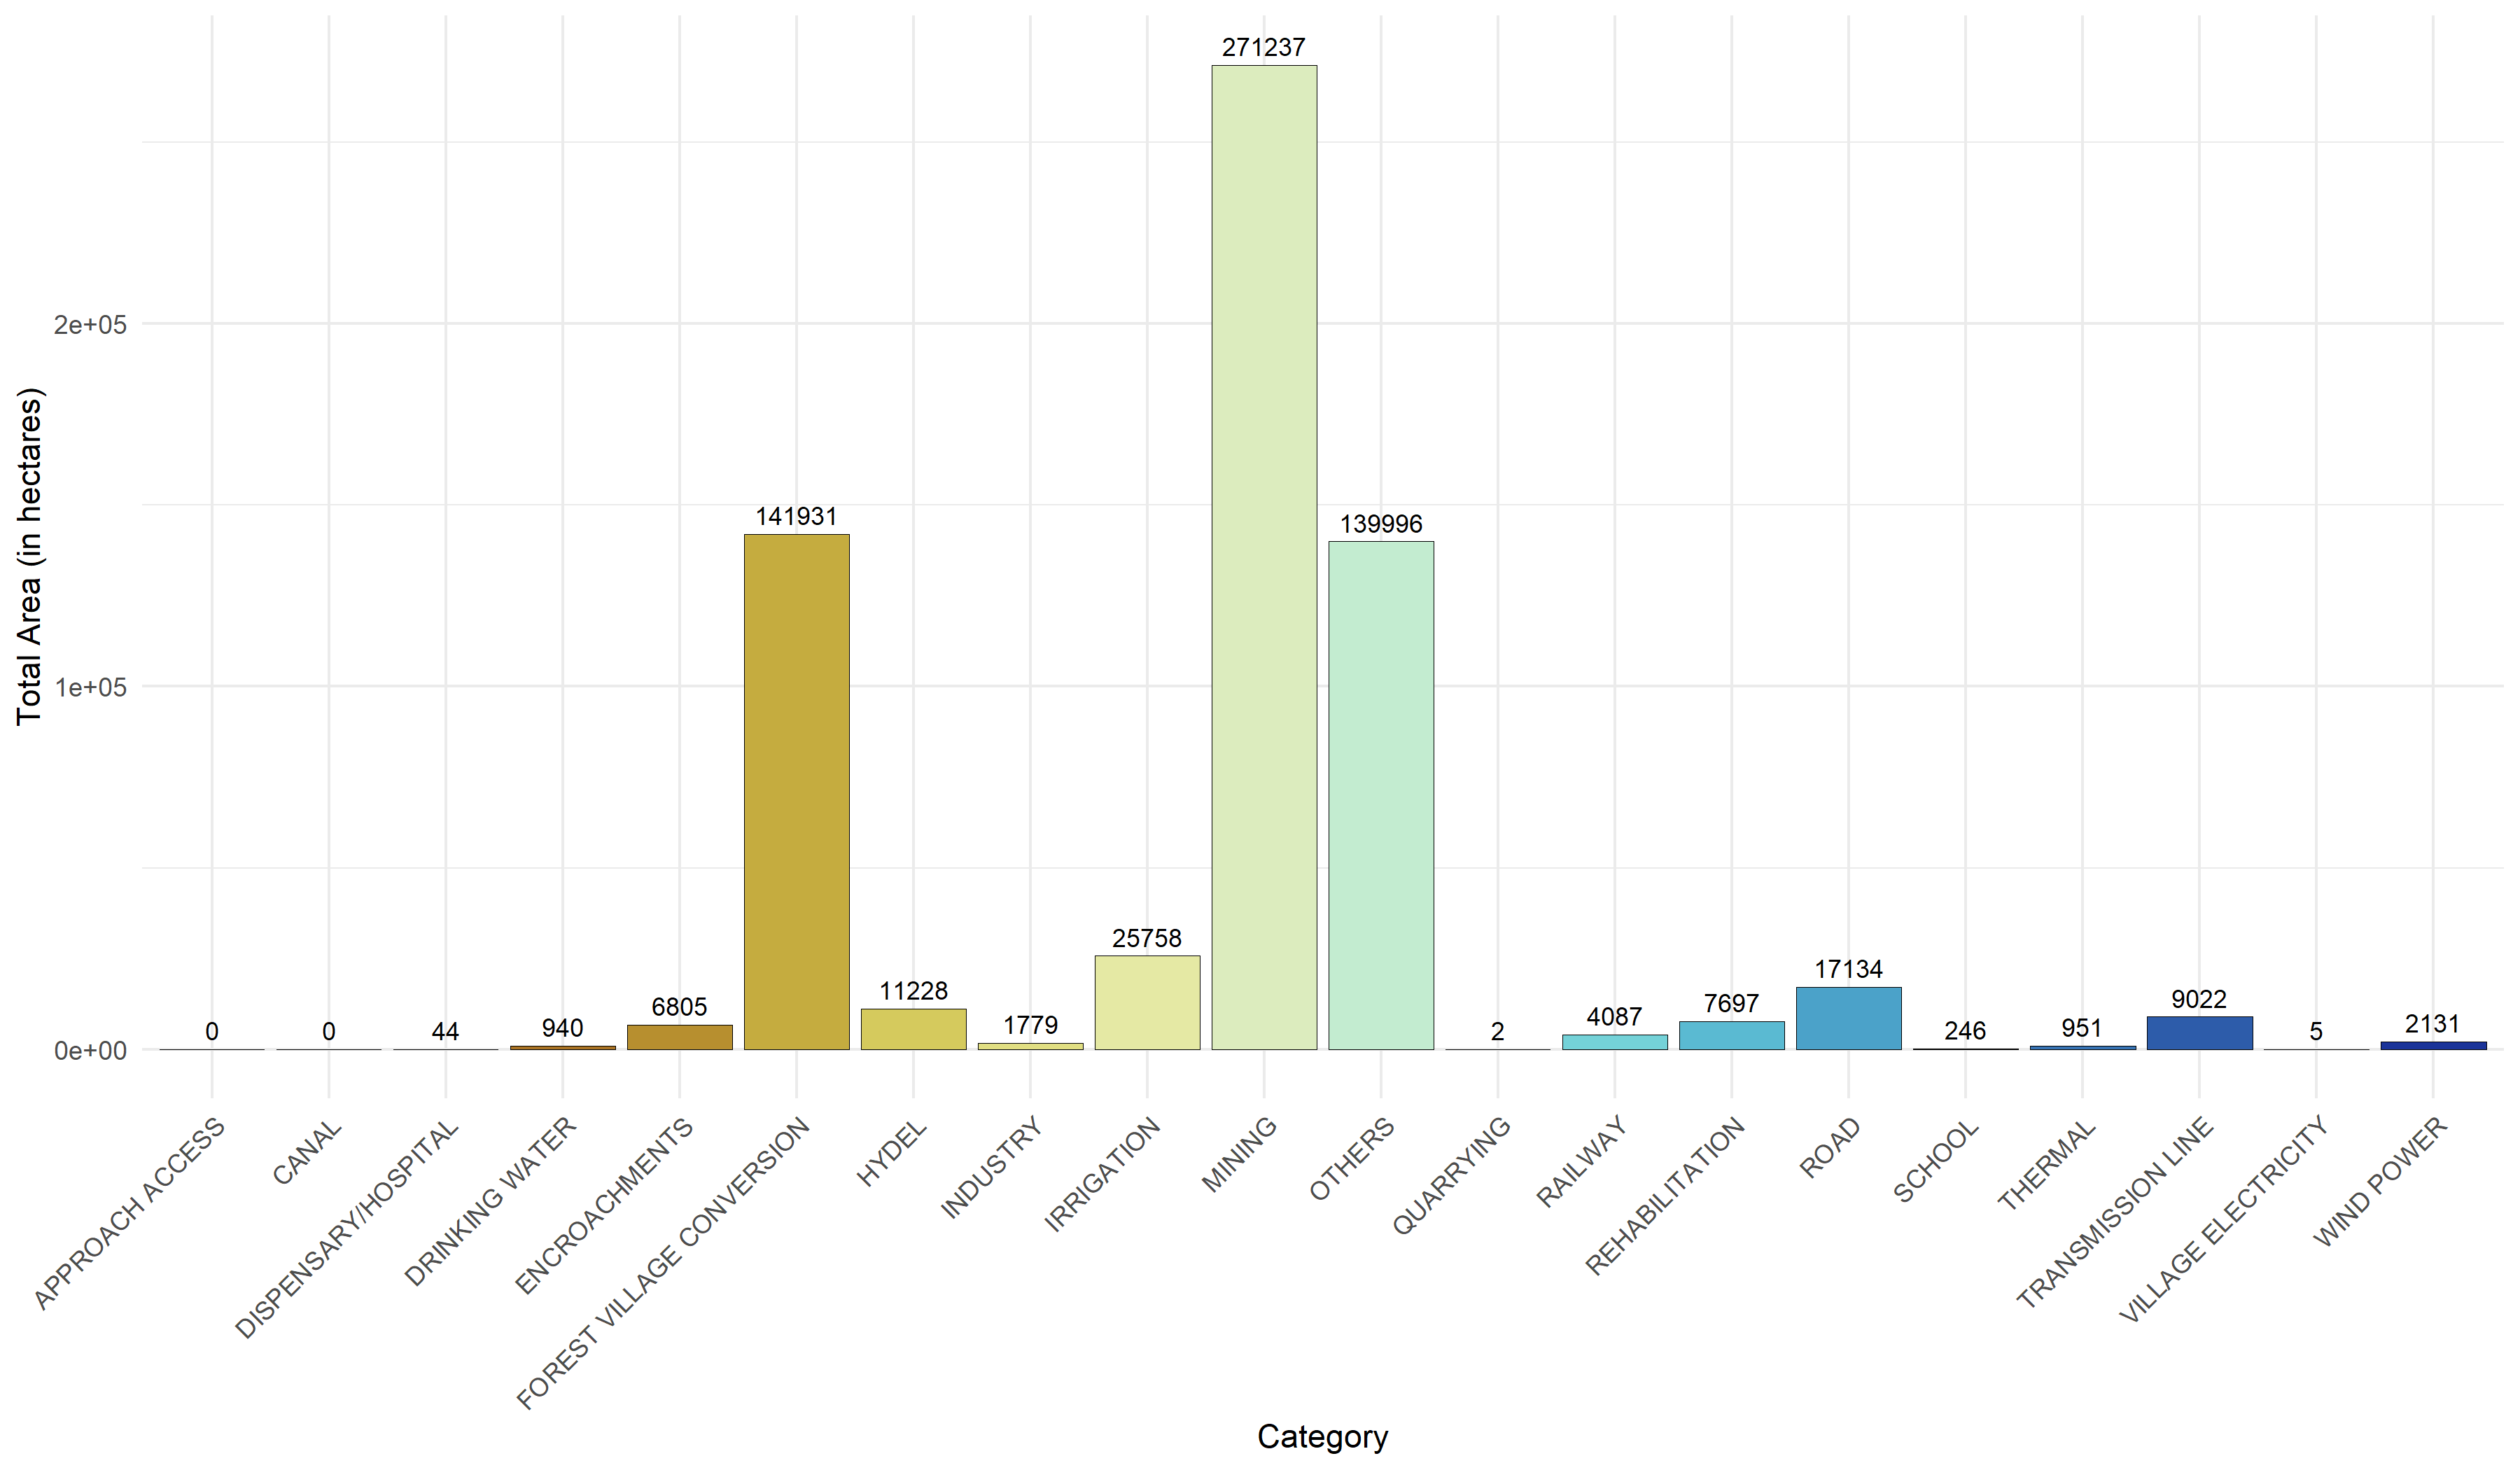 Total Area (in hectares)
2e+05
1e+05
0e+00
0
0
44
940
6805
141931
11228
1779
25758
271237
139996
2
4087
7697
17134
246
951
9022
5
2131
APPROACH ACCESS
CANAL
DISPENSARY/HOSPITAL
DRINKING WATER
ENCROACHMENTS
FOREST VILLAGE CONVERSION
HYDEL
INDUSTRY
IRRIGATION
MINING
OTHERS
QUARRYING
RAILWAY
REHABILITATION
ROAD
SCHOOL
THERMAL
TRANSMISSION LINE
VILLAGE ELECTRICITY
WIND POWER
Category